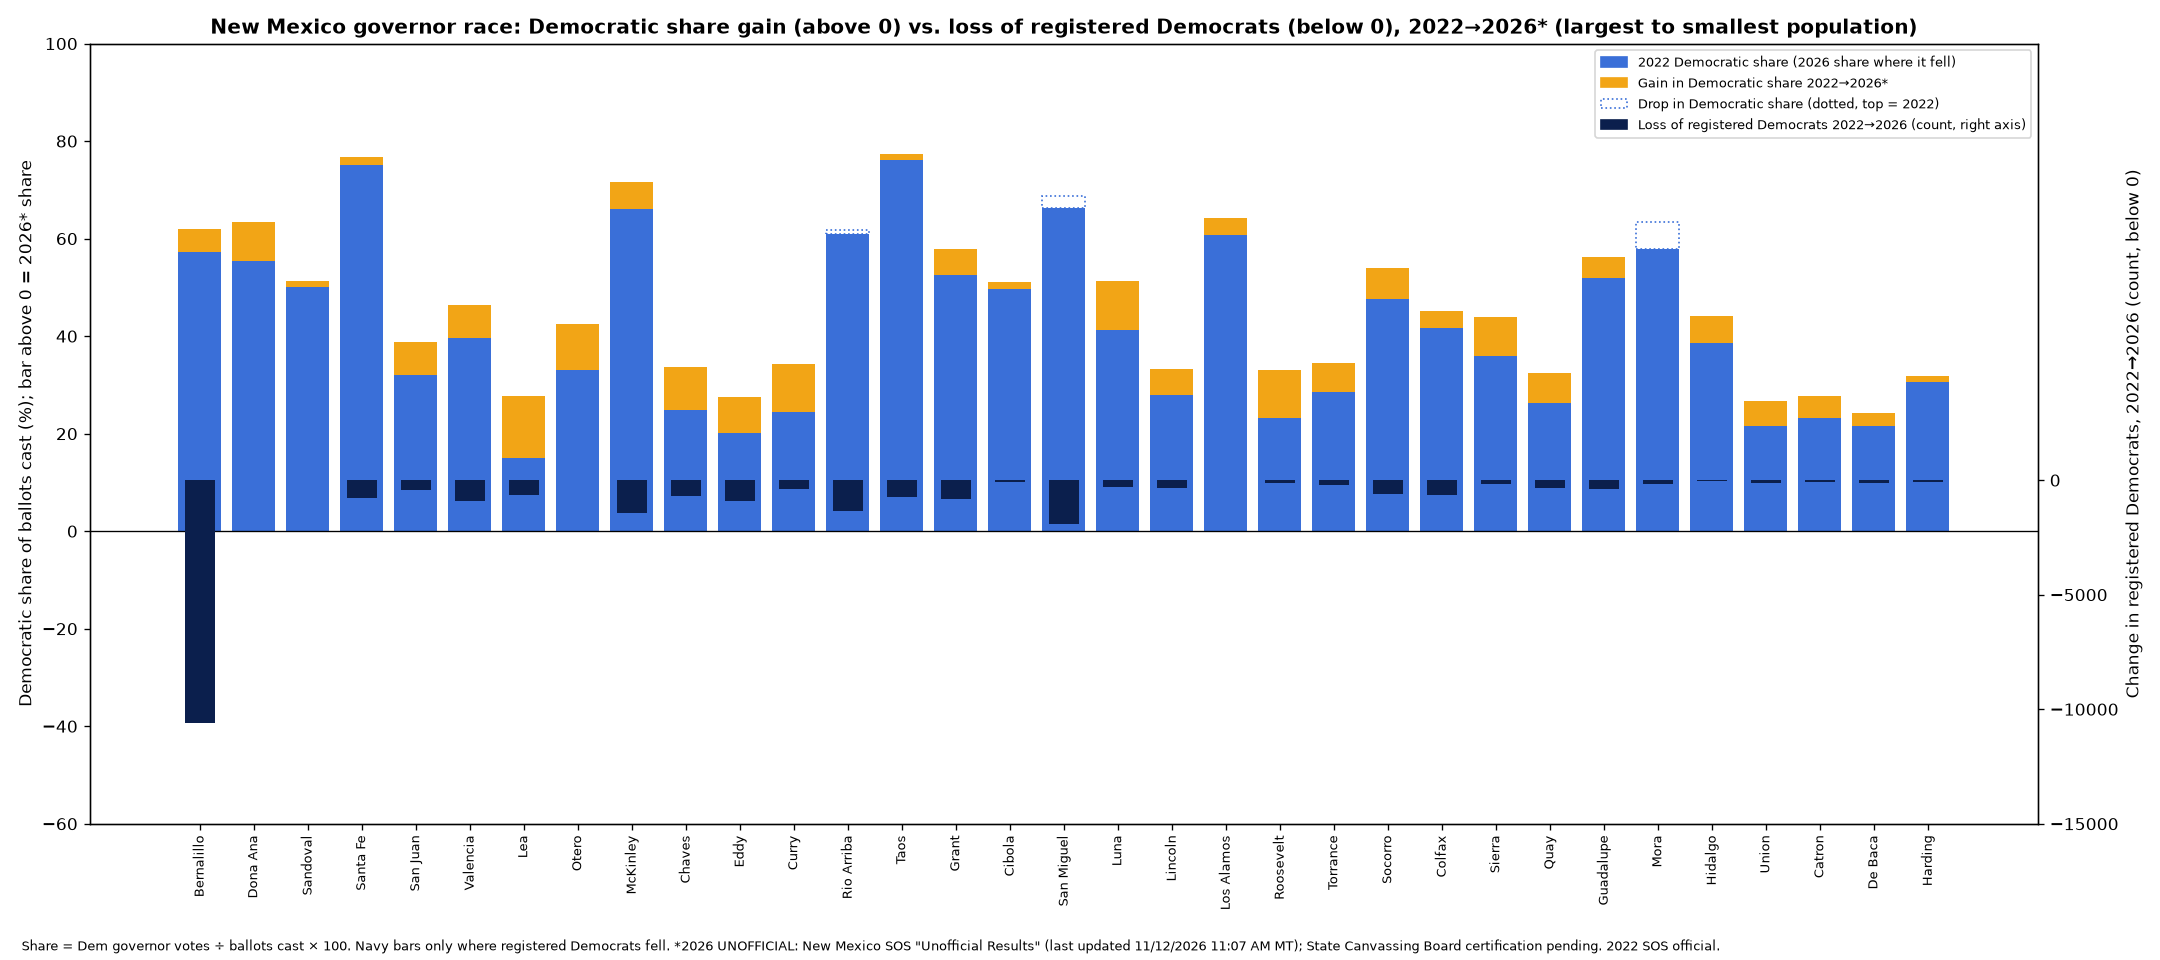 New Mexico governor race: Democratic share gain (above 0) vs. loss of registered Democrats (below 0), 2022→2026* (largest to smallest population)
2022 Democratic share (2026 share where it fell)
Gain in Democratic share 2022→2026*
Drop in Democratic share (dotted, top = 2022)
Loss of registered Democrats 2022→2026 (count, right axis)
Democratic share of ballots cast (%); bar above 0 = 2026* share
100
80
60
40
20
0
−20
−40
−60
0
−5000
−10000
−15000
Change in registered Democrats, 2022→2026 (count, below 0)
Bernalillo
Dona Ana
Sandoval
Santa Fe
San Juan
Valencia
Lea
Otero
McKinley
Chaves
Eddy
Curry
Rio Arriba
Taos
Grant
Cibola
San Miguel
Luna
Lincoln
Los Alamos
Roosevelt
Torrance
Socorro
Colfax
Sierra
Quay
Guadalupe
Mora
Hidalgo
Union
Catron
De Baca
Harding
Share = Dem governor votes ÷ ballots cast × 100. Navy bars only where registered Democrats fell. *2026 UNOFFICIAL: New Mexico SOS "Unofficial Results" (last updated 11/12/2026 11:07 AM MT); State Canvassing Board certification pending. 2022 SOS official.